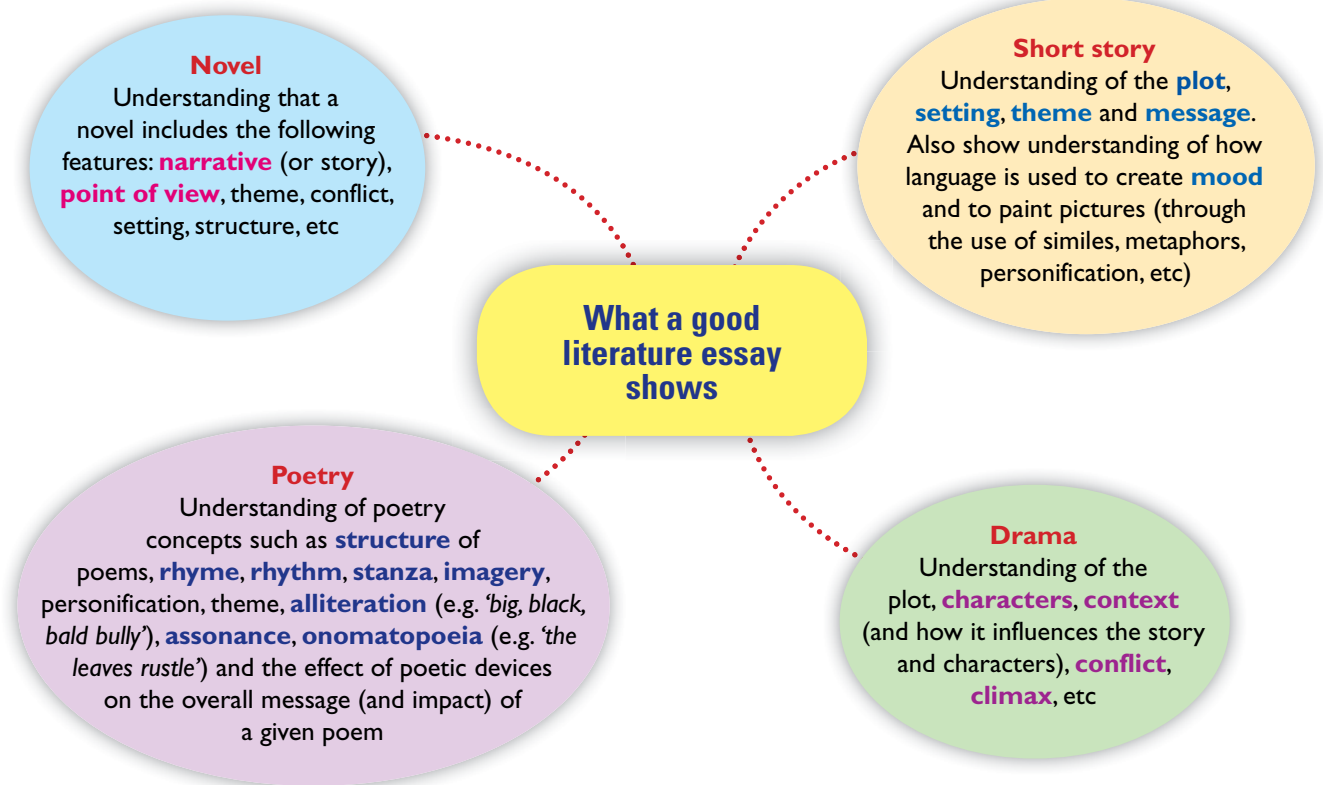 Novel
Understanding that a
novel includes the following
features: narrative (or story),
point of view, theme, conflict,
setting, structure, etc
Short story
Understanding of the plot,
setting, theme and message.
Also show understanding of how
language is used to create mood
and to paint pictures (through
the use of similes, metaphors,
personification, etc)
What a good
literature essay
shows
Poetry
Understanding of poetry
concepts such as structure of
poems, rhyme, rhythm, stanza, imagery,
personification, theme, alliteration (e.g. ‘big, black,
bald bully’), assonance, onomatopoeia (e.g. ‘the
leaves rustle’) and the effect of poetic devices
on the overall message (and impact) of
a given poem
Drama
Understanding of the
plot, characters, context
(and how it influences the story
and characters), conflict,
climax, etc